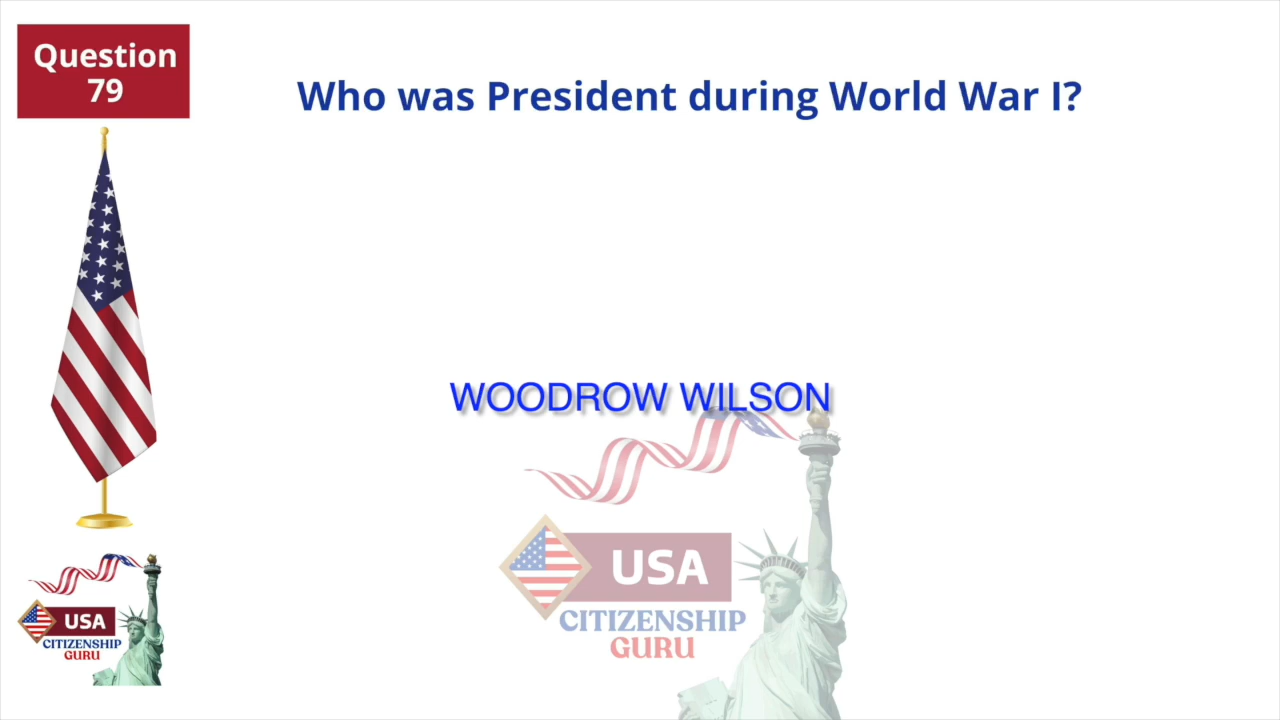 Question
79
Who was President during World War I?
WOODROW WILSON
USA
CITIZENSHIP
GURU
USA
CITIZENSHIP
GURU